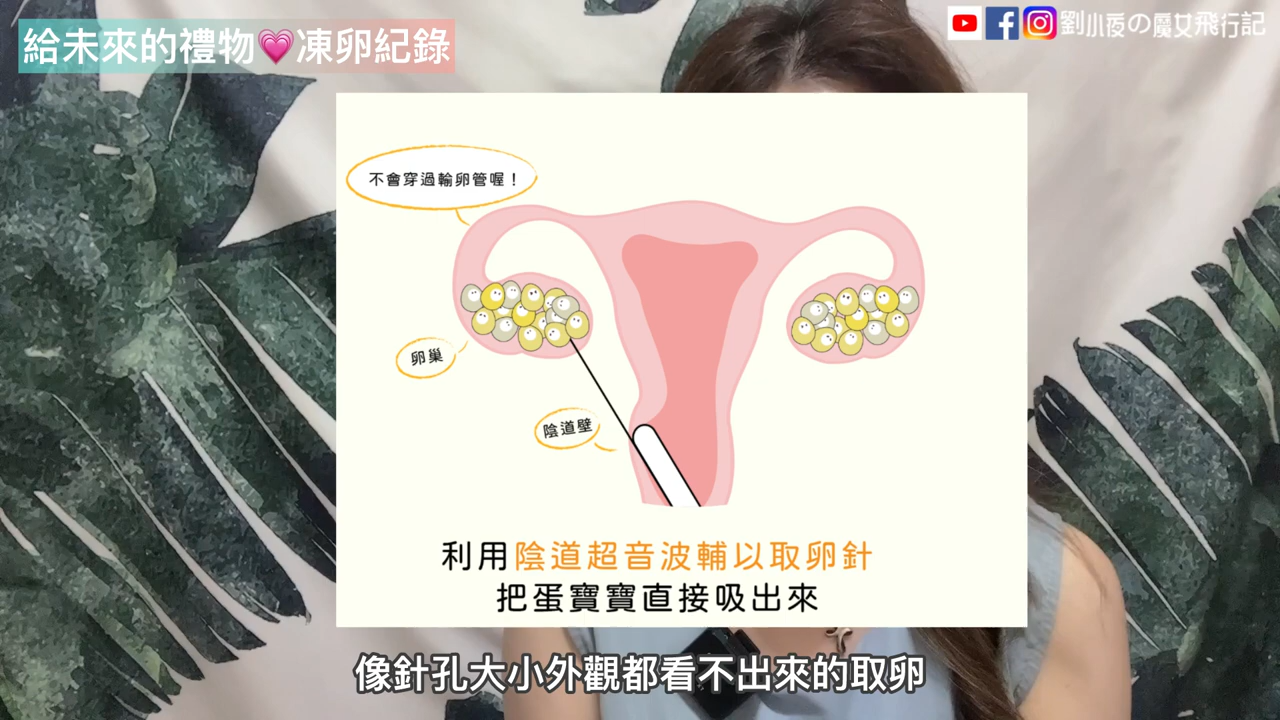 給未來的禮物💗凍卵紀錄
劉小夜の魔女飛行記
不會穿過輸卵管喔！
卵巢
陰道壁
利用陰道超音波輔以取卵針
把蛋寶寶直接吸出來
像針孔大小外觀都看不出來的取卵